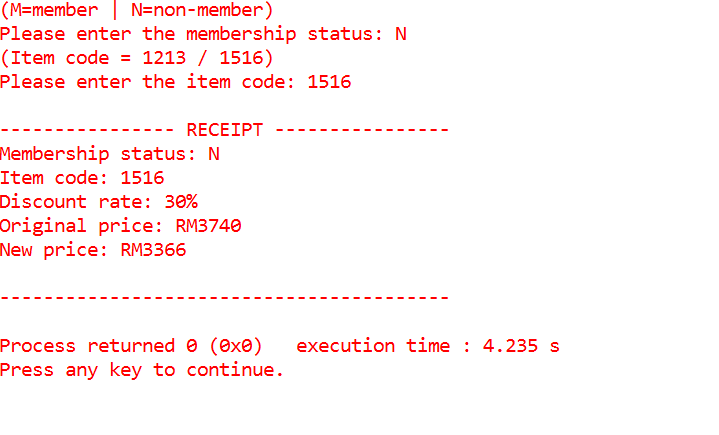 (M=member | N=non-member)
Please enter the membership status: N
(Item code = 1213 / 1516)
Please enter the item code: 1516
---------------- RECEIPT ----------------
Membership status: N
Item code: 1516
Discount rate: 30%
Original price: RM3740
New price: RM3366
-----------------------------------------
Process returned 0 (0x0)   execution time : 4.235 s
Press any key to continue.